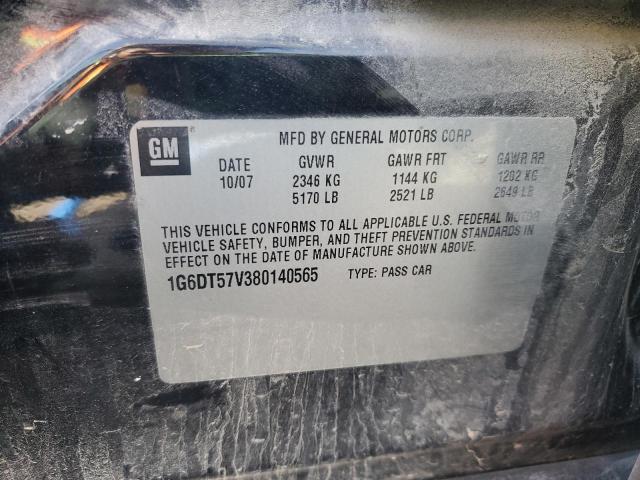 GM
MFD BY GENERAL MOTORS CORP.
DATE GVWR GAWR FRT GAWR RR
10/07 2346 KG 1144 KG 1202 KG
5170 LB 2521 LB 2649 LB
THIS VEHICLE CONFORMS TO ALL APPLICABLE U.S. FEDERAL MOTOR
VEHICLE SAFETY, BUMPER, AND THEFT PREVENTION STANDARDS IN
EFFECT ON THE DATE OF MANUFACTURE SHOWN ABOVE.
1G6DT57V380140565 TYPE: PASS CAR